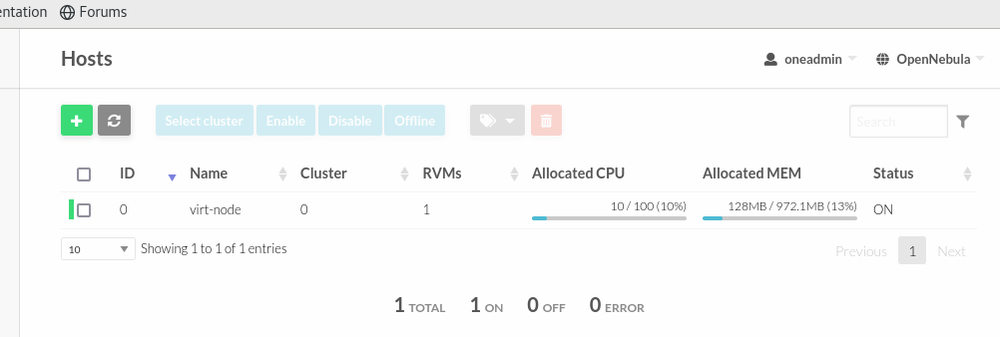 entation Forums
Hosts oneadmin OpenNebula
Select cluster Enable Disable Offline Search
ID Name Cluster RVMs Allocated CPU Allocated MEM Status
0 virt-node 0 1 10 / 100 (10%) 128MB / 972.1MB (13%) ON
10 Showing 1 to 1 of 1 entries Previous 1 Next
1 TOTAL 1 ON 0 OFF 0 ERROR